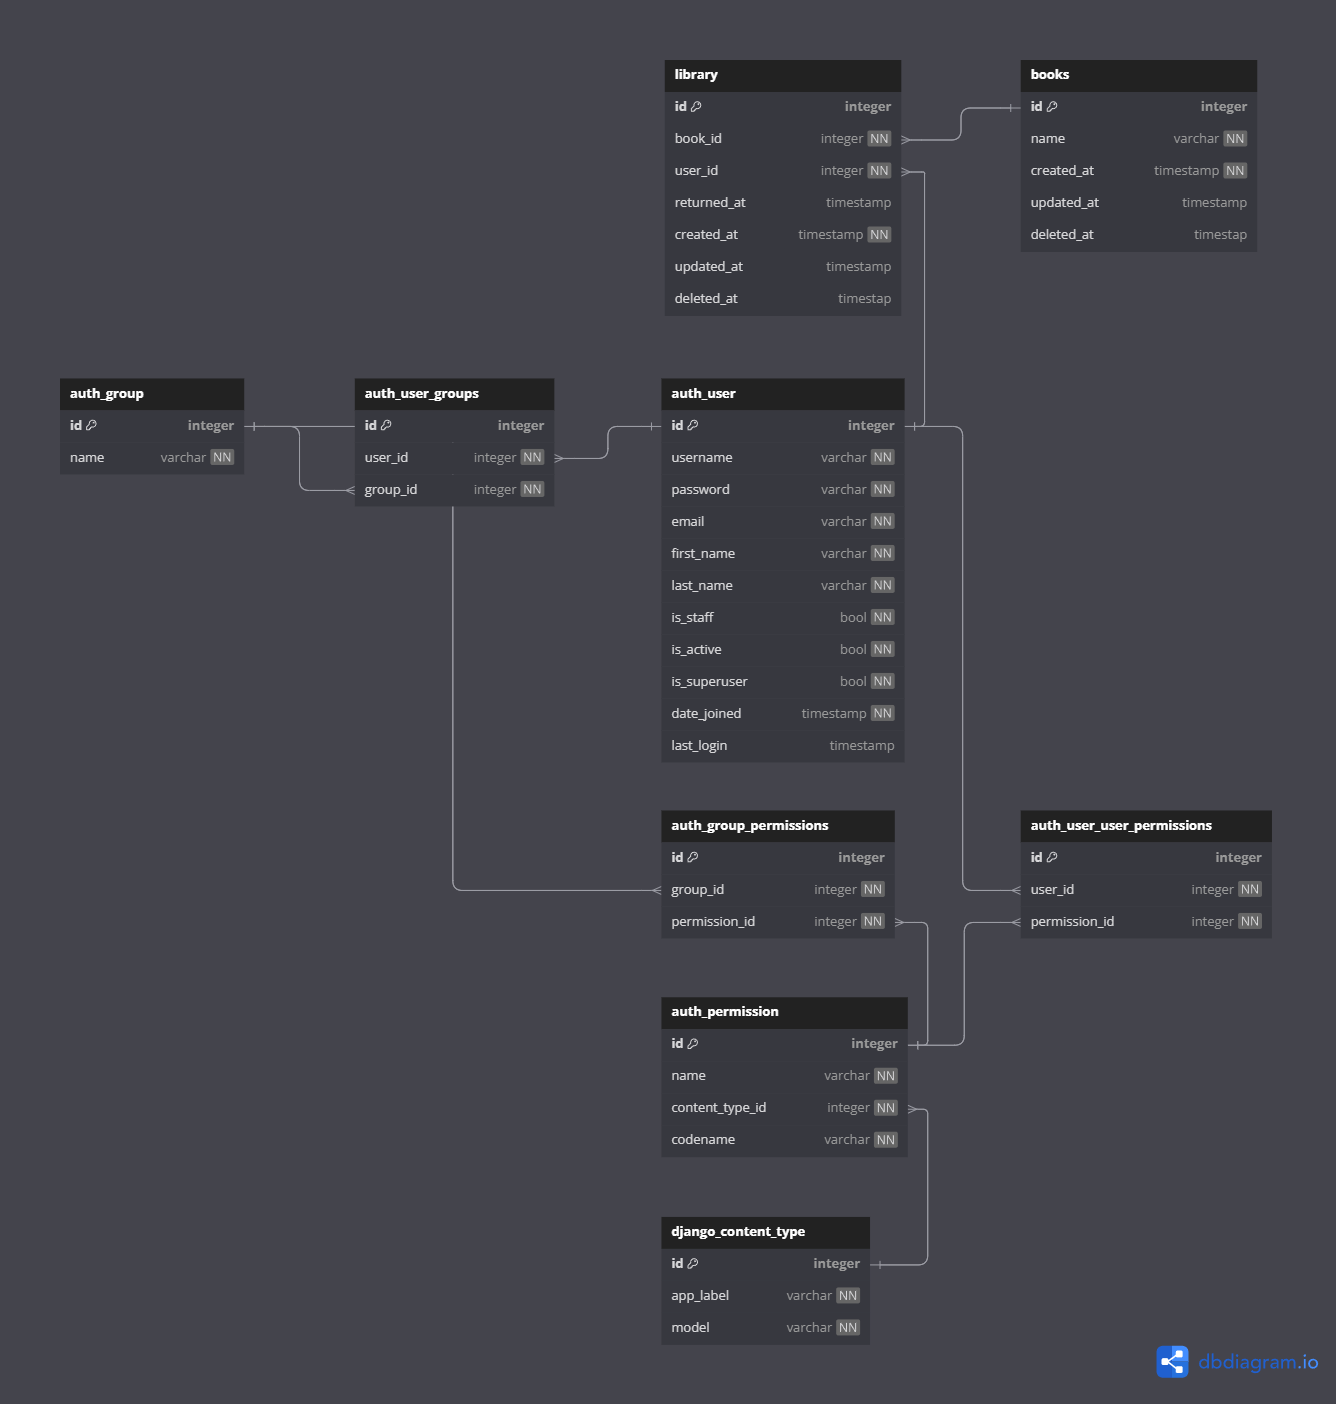 library
id integer
book_id integer NN
user_id integer NN
returned_at timestamp
created_at timestamp NN
updated_at timestamp
deleted_at timestap
books
id integer
name varchar NN
created_at timestamp NN
updated_at timestamp
deleted_at timestap
auth_group
id integer
name varchar NN
auth_user_groups
id integer
user_id integer NN
group_id integer NN
auth_user
id integer
username varchar NN
password varchar NN
email varchar NN
first_name varchar NN
last_name varchar NN
is_staff bool NN
is_active bool NN
is_superuser bool NN
date_joined timestamp NN
last_login timestamp
auth_group_permissions
id integer
group_id integer NN
permission_id integer NN
auth_user_user_permissions
id integer
user_id integer NN
permission_id integer NN
auth_permission
id integer
name varchar NN
content_type_id integer NN
codename varchar NN
django_content_type
id integer
app_label varchar NN
model varchar NN
dbdiagram.io